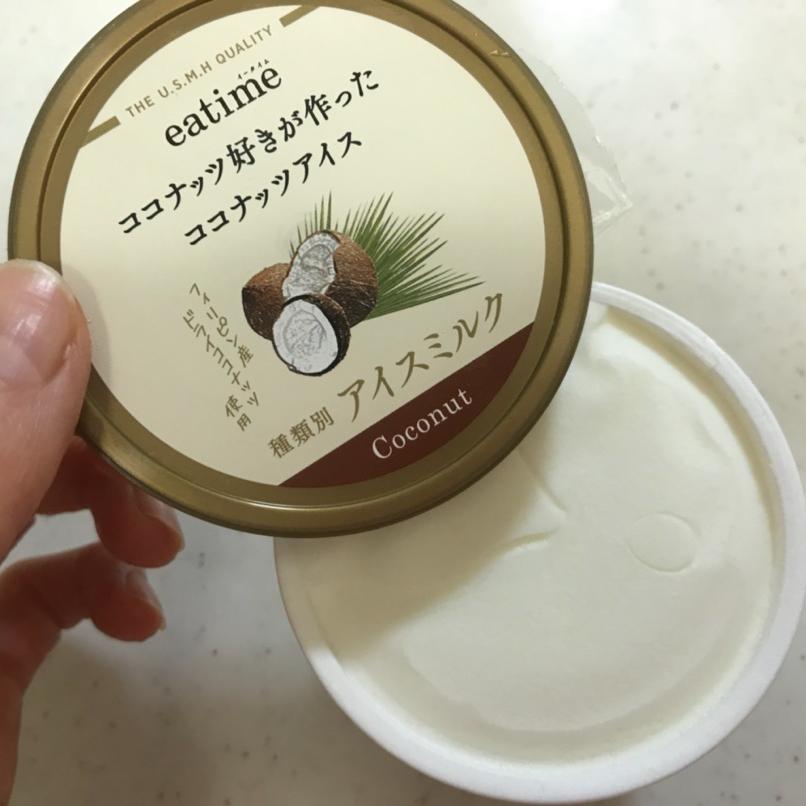 THE U.S.M.H QUALITY
イータイム
eatime
ココナッツ好きが作った
ココナッツアイス
フィリピン産
ドライココナッツ
使用
種類別 アイスミルク
Coconut